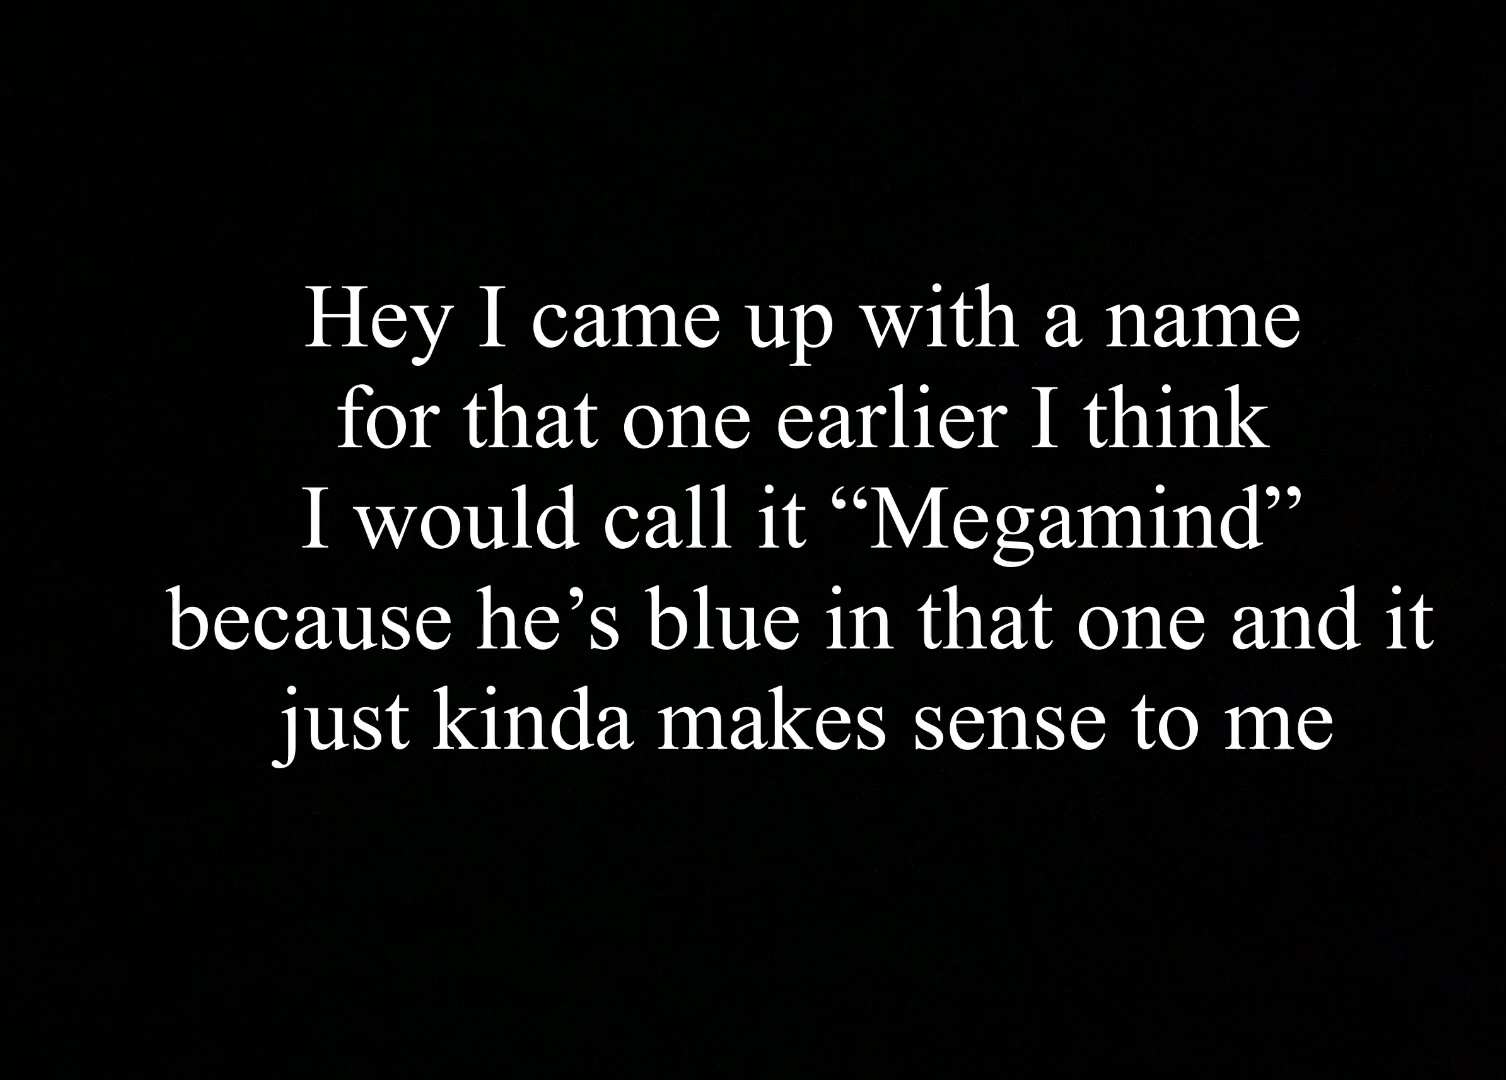 Hey I came up with a name
for that one earlier I think
I would call it “Megamind”
because he’s blue in that one and it
just kinda makes sense to me